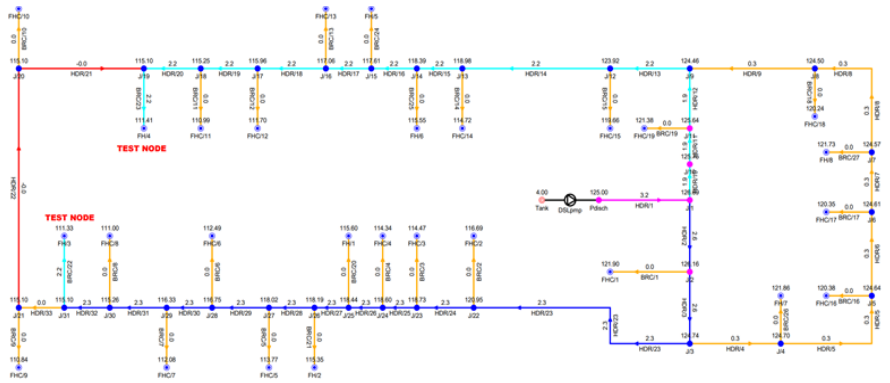 FHC/10
0.0
BRC/10
115.10
J/20
-0.0
HDR/21
115.10
J/19
2.2
HDR/20
115.25
J/18
2.2
HDR/19
115.96
J/17
2.2
HDR/18
FHC/13
0.0
BRC/13
117.06
J/16
2.2
HDR/17
FH/5
0.0
BRC/24
117.61
J/15
2.2
HDR/16
118.39
J/14
2.2
HDR/15
118.98
J/13
2.2
HDR/14
123.92
J/12
2.2
HDR/13
124.46
J/9
0.3
HDR/9
124.50
J/8
0.3
HDR/8
2.2
BRC/23
111.41
FH/4
0.0
110.99
FHC/11
0.0
111.70
FHC/12
0.0
BRC/25
115.55
FH/6
0.0
114.72
FHC/14
0.0
BRC/15
119.66
FHC/15
HDR/12
1.9
121.38
FHC/19
0.0
BRC/19
125.64
0.0
BRC/18
120.24
FHC/18
0.3
HDR/8
121.73
FH/8
0.0
BRC/27
124.57
J/7
TEST NODE
1.9
0.3
HDR/7
HDR/22
-0.0
4.00
Tank
DSLpmp
125.00
Pdisch
3.2
HDR/1
J/1
120.35
FHC/17
0.0
BRC/17
124.61
J/6
TEST NODE
111.33
FH/3
2.2
BRC/22
111.00
FHC/8
0.0
BRC/8
112.49
FHC/6
0.0
BRC/6
115.60
FH/1
0.0
BRC/20
114.34
FHC/4
0.0
BRC/4
114.47
FHC/3
0.0
BRC/3
116.69
FHC/2
0.0
BRC/2
HDR/2
2.6
0.3
HDR/6
121.90
FHC/1
0.0
BRC/1
J/2
121.86
FH/7
0.0
BRC/26
120.38
FHC/16
0.0
BRC/16
124.64
J/5
115.10
J/21
0.0
HDR/33
115.10
J/31
2.3
HDR/32
115.26
J/30
2.3
HDR/31
116.33
J/29
2.3
HDR/30
116.75
J/28
2.3
HDR/29
118.02
J/27
2.3
HDR/28
118.19
J/26
2.3
HDR/27
118.44
J/25
2.3
HDR/26
118.60
J/24
2.3
HDR/25
118.73
J/23
2.3
HDR/24
120.95
J/22
2.3
HDR/23
2.3
HDR/23
2.6
HDR/3
0.3
HDR/5
2.3
HDR/23
124.74
J/3
0.3
HDR/4
124.70
J/4
0.3
HDR/5
0.0
BRC/9
110.84
FHC/9
0.0
BRC/7
112.08
FHC/7
0.0
BRC/5
113.77
FHC/5
0.0
BRC/21
115.35
FH/2